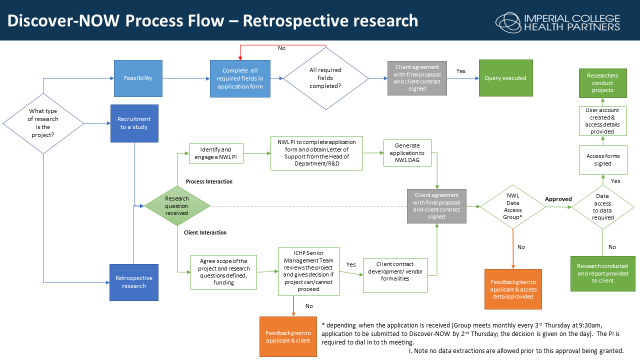 Discover-NOW Process Flow – Retrospective research
IMPERIAL COLLEGE
HEALTH PARTNERS
No
Feasibility
Complete all
required fields in
application form
All required
fields
completed?
Client agreement
with final proposal
and client contract
signed
Yes
Query executed
Researchers
conduct
projects
What type
of research is
the project?
Recruitment
to a study
User account
created &
access details
provided
Identify and
engage a NWL PI
NWL PI to complete application
form and obtain Letter of
Support from the Head of
Department/R&D
Generate
application to
NWL DAG
Access forms
signed
Process Interaction
Yes
Research
question
received
Client agreement
with final proposal
and client contract
signed
NWL
Data
Access
Group*
Approved
Data
access
to data
required
Client Interaction
Retrospective
research
Agree scope of the
project and research
questions defined,
funding
ICHP Senior
Management Team
reviews the project
and gives decision if
project can/cannot
proceed
Yes
Client contract
development/ vendor
formalities
No
No
Feedback given to
applicant & access
details provided
Research conducted
and report provided
to client
No
Feedback given to
applicant & client
* depending when the application is received (Group meets monthly every 3rd Thursday at 9:30am,
application to be submitted to Discover-NOW by 2nd Thursday; the decision is given on the day). The PI is
required to dial in to th meeting.
i. Note no data extractions are allowed prior to this approval being granted.